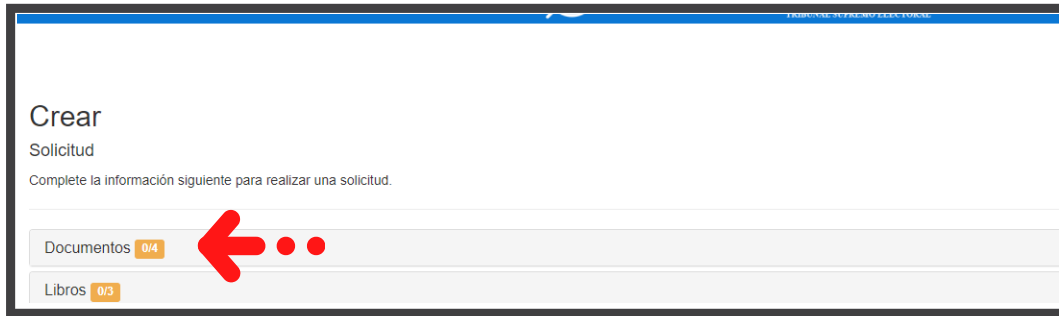 TRIBUNAL SUPREMO ELECTORAL
Crear
Solicitud
Complete la información siguiente para realizar una solicitud.
Documentos 0/4
Libros 0/3